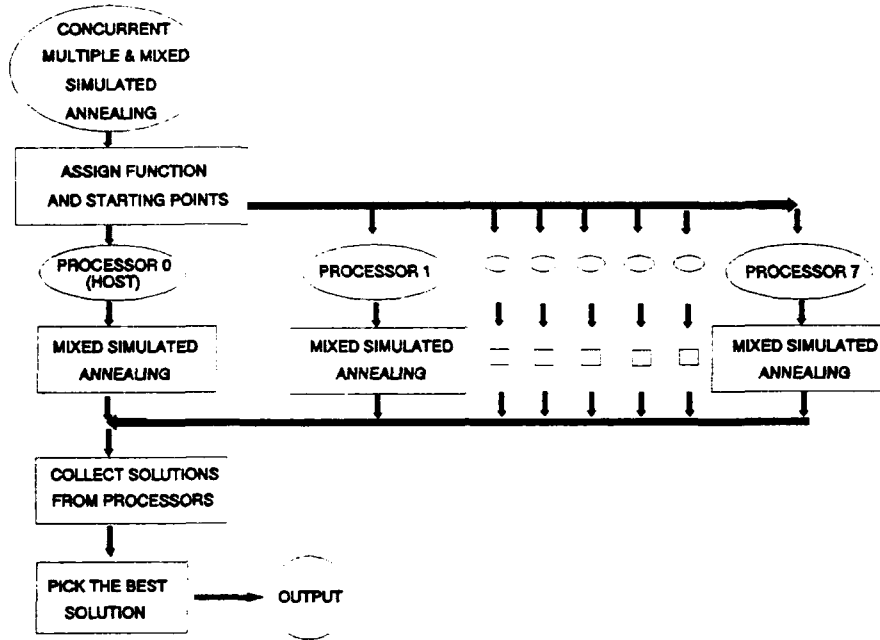 CONCURRENT
MULTIPLE & MIXED
SIMULATED
ANNEALING
ASSIGN FUNCTION
AND STARTING POINTS
PROCESSOR 0
(HOST)
PROCESSOR 1
PROCESSOR 7
MIXED SIMULATED
ANNEALING
MIXED SIMULATED
ANNEALING
MIXED SIMULATED
ANNEALING
COLLECT SOLUTIONS
FROM PROCESSORS
PICK THE BEST
SOLUTION
OUTPUT